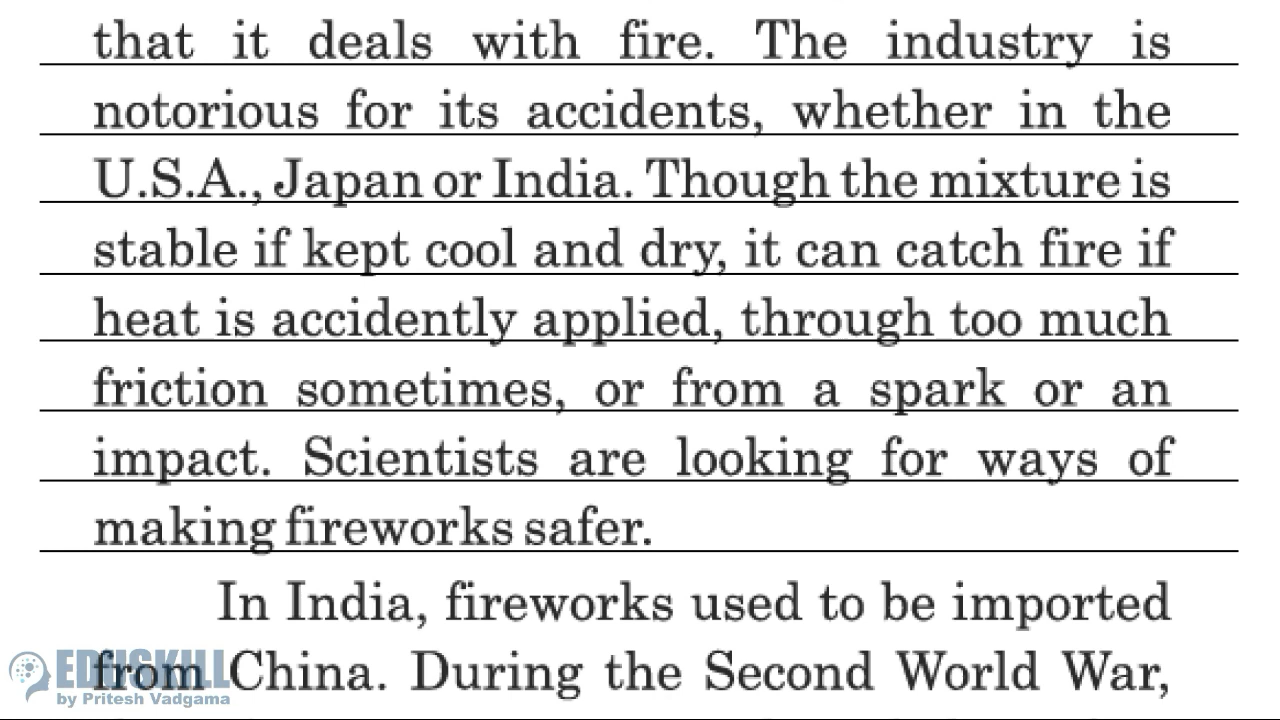 that it deals with fire. The industry is
notorious for its accidents, whether in the
U.S.A., Japan or India. Though the mixture is
stable if kept cool and dry, it can catch fire if
heat is accidently applied, through too much
friction sometimes, or from a spark or an
impact. Scientists are looking for ways of
making fireworks safer.
In India, fireworks used to be imported
from China. During the Second World War,
EDUSKILL
by Pritesh Vadgama